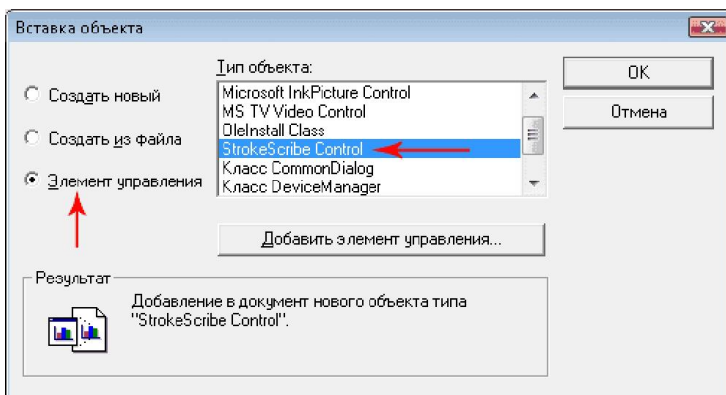 Вставка объекта
Тип объекта:
Создать новый
Создать из файла
Элемент управления
Microsoft InkPicture Control
MS TV Video Control
OleInstall Class
StrokeScribe Control
Класс CommonDialog
Класс DeviceManager
OK
Отмена
Добавить элемент управления...
Результат
Добавление в документ нового объекта типа
"StrokeScribe Control".